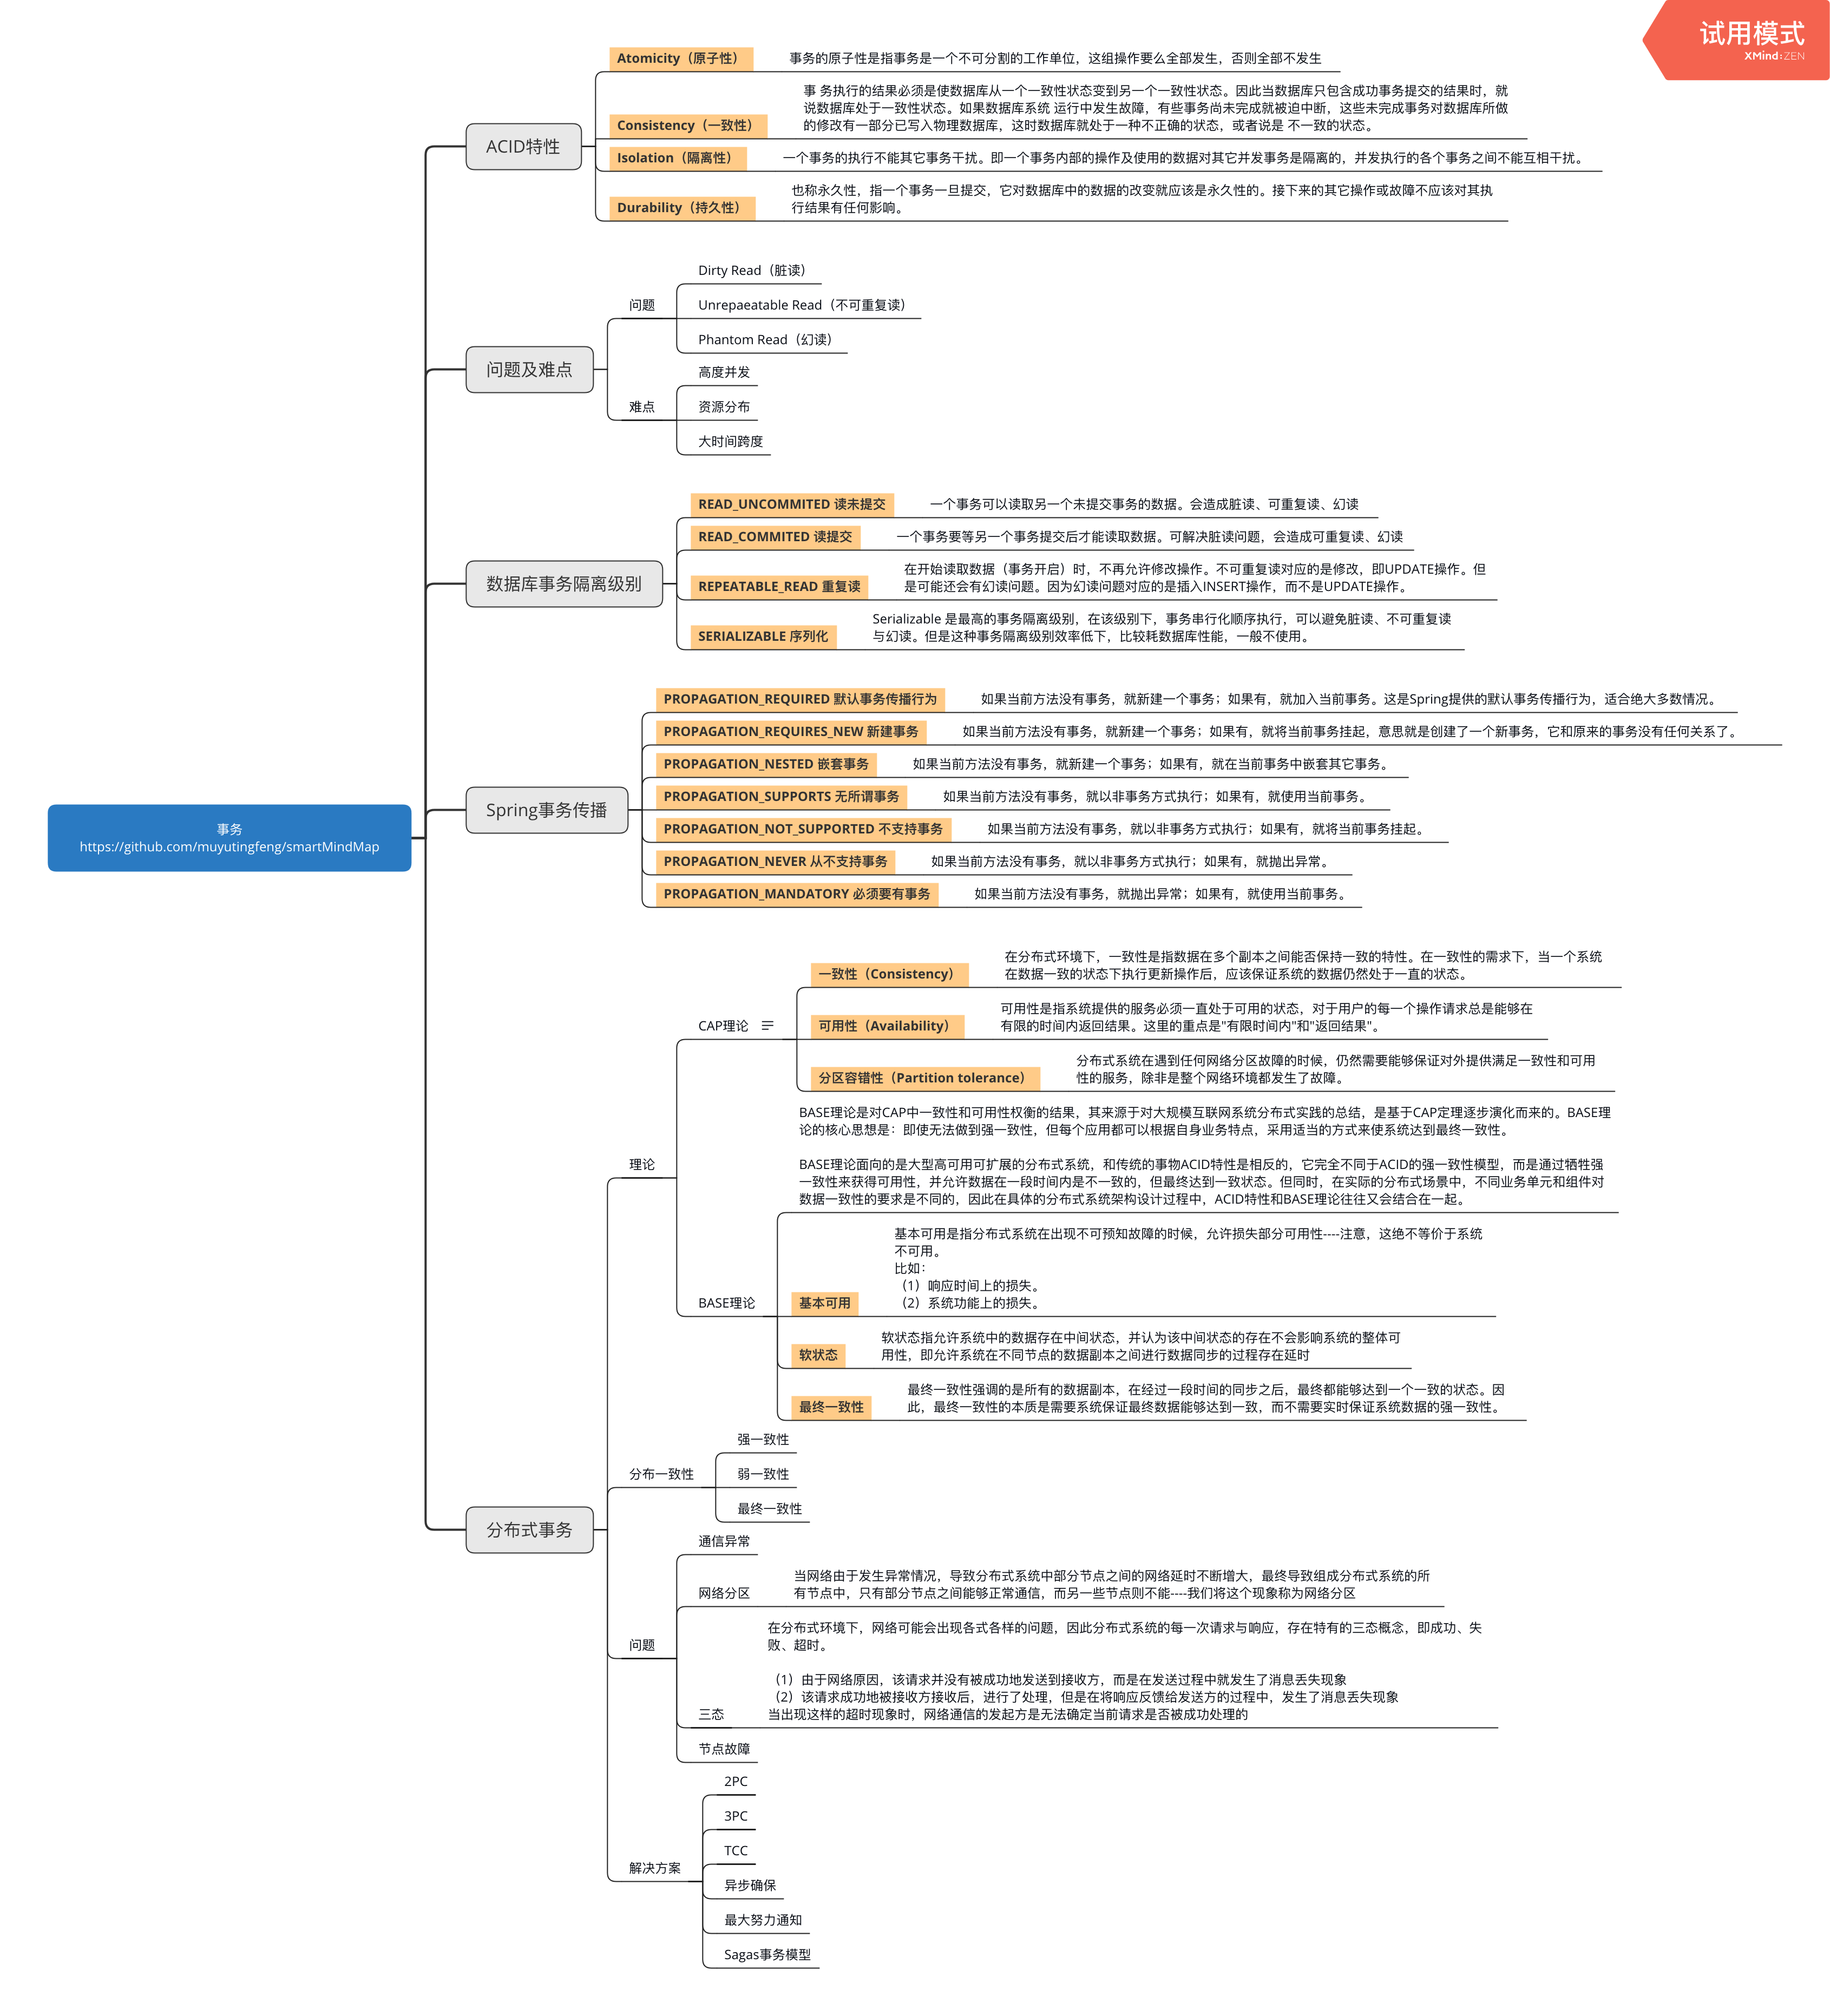 试用模式
XMind:ZEN
事务
https://github.com/muyutingfeng/smartMindMap
ACID特性
Atomicity（原子性）
事务的原子性是指事务是一个不可分割的工作单位，这组操作要么全部发生，否则全部不发生
Consistency（一致性）
事 务执行的结果必须是使数据库从一个一致性状态变到另一个一致性状态。因此当数据库只包含成功事务提交的结果时，就
说数据库处于一致性状态。如果数据库系统 运行中发生故障，有些事务尚未完成就被迫中断，这些未完成事务对数据库所做
的修改有一部分已写入物理数据库，这时数据库就处于一种不正确的状态，或者说是 不一致的状态。
Isolation（隔离性）
一个事务的执行不能其它事务干扰。即一个事务内部的操作及使用的数据对其它并发事务是隔离的，并发执行的各个事务之间不能互相干扰。
Durability（持久性）
也称永久性，指一个事务一旦提交，它对数据库中的数据的改变就应该是永久性的。接下来的其它操作或故障不应该对其执
行结果有任何影响。
问题及难点
问题
Dirty Read（脏读）
Unrepaeatable Read（不可重复读）
Phantom Read（幻读）
难点
高度并发
资源分布
大时间跨度
数据库事务隔离级别
READ_UNCOMMITED 读未提交
一个事务可以读取另一个未提交事务的数据。会造成脏读、可重复读、幻读
READ_COMMITED 读提交
一个事务要等另一个事务提交后才能读取数据。可解决脏读问题，会造成可重复读、幻读
REPEATABLE_READ 重复读
在开始读取数据（事务开启）时，不再允许修改操作。不可重复读对应的是修改，即UPDATE操作。但
是可能还会有幻读问题。因为幻读问题对应的是插入INSERT操作，而不是UPDATE操作。
SERIALIZABLE 序列化
Serializable 是最高的事务隔离级别，在该级别下，事务串行化顺序执行，可以避免脏读、不可重复读
与幻读。但是这种事务隔离级别效率低下，比较耗数据库性能，一般不使用。
Spring事务传播
PROPAGATION_REQUIRED 默认事务传播行为
如果当前方法没有事务，就新建一个事务；如果有，就加入当前事务。这是Spring提供的默认事务传播行为，适合绝大多数情况。
PROPAGATION_REQUIRES_NEW 新建事务
如果当前方法没有事务，就新建一个事务；如果有，就将当前事务挂起，意思就是创建了一个新事务，它和原来的事务没有任何关系了。
PROPAGATION_NESTED 嵌套事务
如果当前方法没有事务，就新建一个事务；如果有，就在当前事务中嵌套其它事务。
PROPAGATION_SUPPORTS 无所谓事务
如果当前方法没有事务，就以非事务方式执行；如果有，就使用当前事务。
PROPAGATION_NOT_SUPPORTED 不支持事务
如果当前方法没有事务，就以非事务方式执行；如果有，就将当前事务挂起。
PROPAGATION_NEVER 从不支持事务
如果当前方法没有事务，就以非事务方式执行；如果有，就抛出异常。
PROPAGATION_MANDATORY 必须要有事务
如果当前方法没有事务，就抛出异常；如果有，就使用当前事务。
分布式事务
理论
CAP理论
一致性（Consistency）
在分布式环境下，一致性是指数据在多个副本之间能否保持一致的特性。在一致性的需求下，当一个系统
在数据一致的状态下执行更新操作后，应该保证系统的数据仍然处于一直的状态。
可用性（Availability）
可用性是指系统提供的服务必须一直处于可用的状态，对于用户的每一个操作请求总是能够在
有限的时间内返回结果。这里的重点是"有限时间内"和"返回结果"。
分区容错性（Partition tolerance）
分布式系统在遇到任何网络分区故障的时候，仍然需要能够保证对外提供满足一致性和可用
性的服务，除非是整个网络环境都发生了故障。
BASE理论
BASE理论是对CAP中一致性和可用性权衡的结果，其来源于对大规模互联网系统分布式实践的总结，是基于CAP定理逐步演化而来的。BASE理
论的核心思想是：即使无法做到强一致性，但每个应用都可以根据自身业务特点，采用适当的方式来使系统达到最终一致性。
BASE理论面向的是大型高可用可扩展的分布式系统，和传统的事物ACID特性是相反的，它完全不同于ACID的强一致性模型，而是通过牺牲强
一致性来获得可用性，并允许数据在一段时间内是不一致的，但最终达到一致状态。但同时，在实际的分布式场景中，不同业务单元和组件对
数据一致性的要求是不同的，因此在具体的分布式系统架构设计过程中，ACID特性和BASE理论往往又会结合在一起。
基本可用
基本可用是指分布式系统在出现不可预知故障的时候，允许损失部分可用性----注意，这绝不等价于系统
不可用。
比如：
（1）响应时间上的损失。
（2）系统功能上的损失。
软状态
软状态指允许系统中的数据存在中间状态，并认为该中间状态的存在不会影响系统的整体可
用性，即允许系统在不同节点的数据副本之间进行数据同步的过程存在延时
最终一致性
最终一致性强调的是所有的数据副本，在经过一段时间的同步之后，最终都能够达到一个一致的状态。因
此，最终一致性的本质是需要系统保证最终数据能够达到一致，而不需要实时保证系统数据的强一致性。
分布一致性
强一致性
弱一致性
最终一致性
问题
通信异常
网络分区
当网络由于发生异常情况，导致分布式系统中部分节点之间的网络延时不断增大，最终导致组成分布式系统的所
有节点中，只有部分节点之间能够正常通信，而另一些节点则不能----我们将这个现象称为网络分区
三态
在分布式环境下，网络可能会出现各式各样的问题，因此分布式系统的每一次请求与响应，存在特有的三态概念，即成功、失
败、超时。
（1）由于网络原因，该请求并没有被成功地发送到接收方，而是在发送过程中就发生了消息丢失现象
（2）该请求成功地被接收方接收后，进行了处理，但是在将响应反馈给发送方的过程中，发生了消息丢失现象
当出现这样的超时现象时，网络通信的发起方是无法确定当前请求是否被成功处理的
节点故障
解决方案
2PC
3PC
TCC
异步确保
最大努力通知
Sagas事务模型